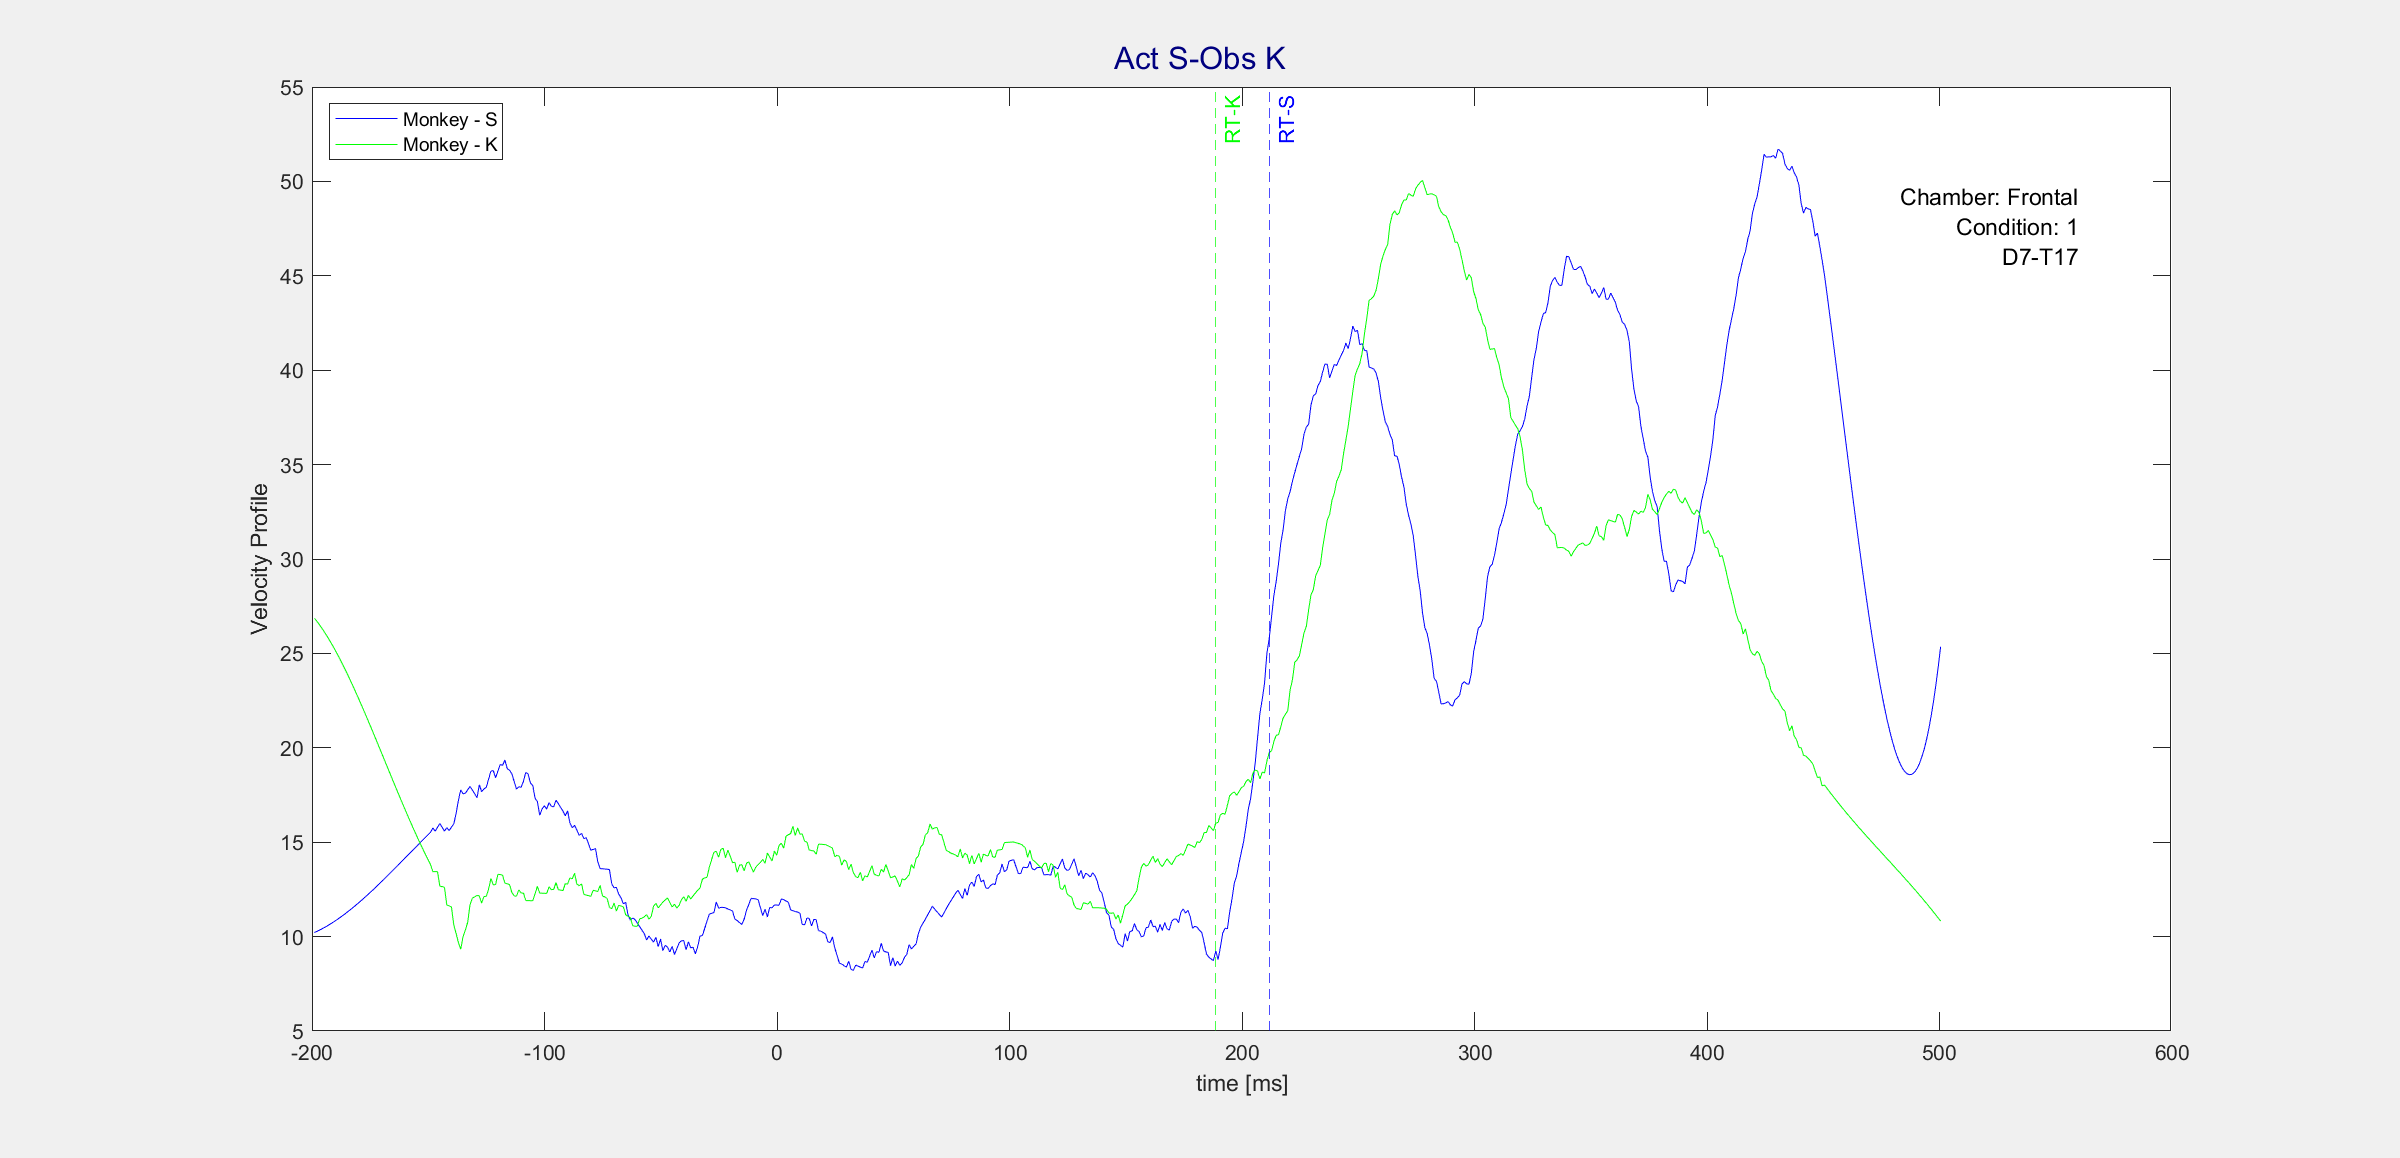 Act S-Obs K
55
50
45
40
35
30
25
20
15
10
5
Velocity Profile
Monkey - S
Monkey - K
RT-K
RT-S
Chamber: Frontal
Condition: 1
D7-T17
-200 -100 0 100 200 300 400 500 600
time [ms]